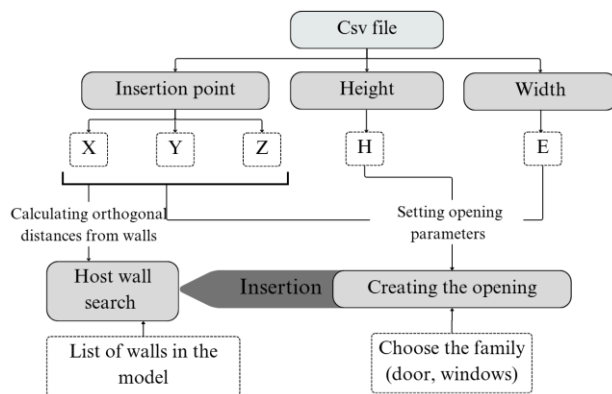 Csv file
Insertion point
Height
Width
X
Y
Z
H
E
Calculating orthogonal
distances from walls
Setting opening
parameters
Host wall
search
Insertion
Creating the opening
List of walls in the
model
Choose the family
(door, windows)